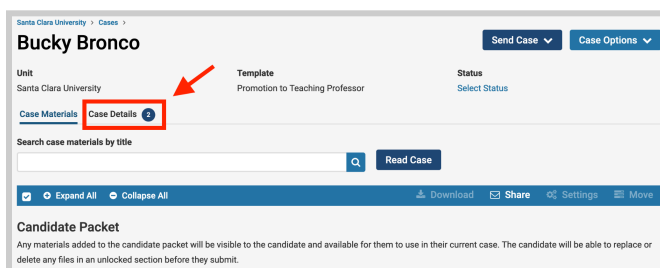 Santa Clara University > Cases >
Bucky Bronco
Send Case
Case Options
Unit
Template
Status
Santa Clara University
Promotion to Teaching Professor
Select Status
Case Materials
Case Details 2
Search case materials by title
Read Case
Expand All
Collapse All
Download
Share
Settings
Move
Candidate Packet
Any materials added to the candidate packet will be visible to the candidate and available for them to use in their current case. The candidate will be able to replace or
delete any files in an unlocked section before they submit.